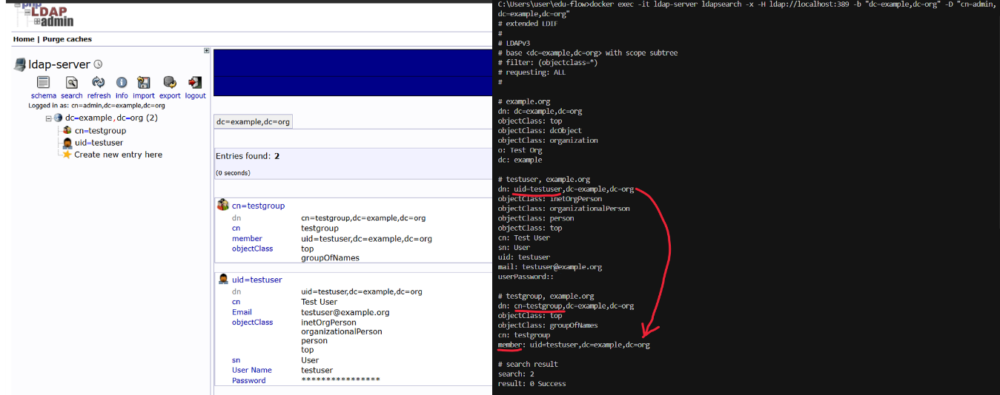 php
LDAP
admin
Home | Purge caches
ldap-server
schema search refresh info import export logout
Logged in as: cn=admin,dc=example,dc=org
dc=example,dc=org (2)
cn=testgroup
uid=testuser
Create new entry here
dc=example,dc=org
Entries found: 2
(0 seconds)
cn=testgroup
dn cn=testgroup,dc=example,dc=org
cn testgroup
member uid=testuser,dc=example,dc=org
objectClass top
groupOfNames
uid=testuser
dn uid=testuser,dc=example,dc=org
cn Test User
Email testuser@example.org
objectClass inetOrgPerson
organizationalPerson
person
top
sn User
User Name testuser
Password ****************
C:\Users\user\edu-flow>docker exec -it ldap-server ldapsearch -x -H ldap://localhost:389 -b "dc=example,dc=org" -D "cn=admin,
dc=example,dc=org"
# extended LDIF
#
# LDAPv3
# base <dc=example,dc=org> with scope subtree
# filter: (objectclass=*)
# requesting: ALL
#
# example.org
dn: dc=example,dc=org
objectClass: top
objectClass: dcObject
objectClass: organization
o: Test Org
dc: example
# testuser, example.org
dn: uid=testuser,dc=example,dc=org
objectClass: inetOrgPerson
objectClass: organizationalPerson
objectClass: person
objectClass: top
cn: Test User
sn: User
uid: testuser
mail: testuser@example.org
userPassword::
# testgroup, example.org
dn: cn=testgroup,dc=example,dc=org
objectClass: top
objectClass: groupOfNames
cn: testgroup
member: uid=testuser,dc=example,dc=org
# search result
search: 2
result: 0 Success